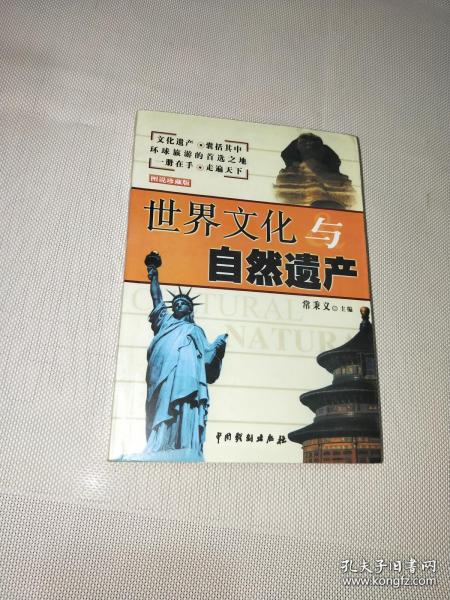 文化遗产●囊括其中
环球旅游的首选之地
一册在手●走遍天下
图说珍藏版
世界文化与
自然遗产
CULTURAL
NATURAL
常秉义◎主编
中国戏剧出版社
孔夫子旧书网
www.kongfz.com